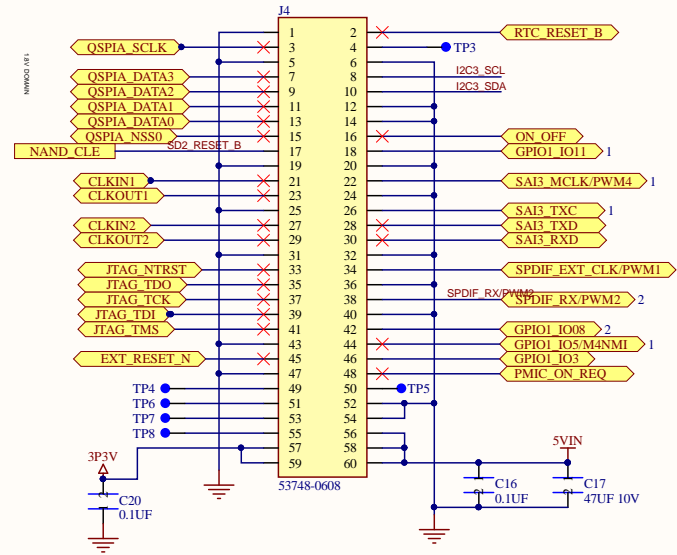 J4
1 2 RTC_RESET_B
QSPIA_SCLK 3 4 TP3
5 6
QSPIA_DATA3 7 8 I2C3_SCL
QSPIA_DATA2 9 10 I2C3_SDA
QSPIA_DATA1 11 12
QSPIA_DATA0 13 14
QSPIA_NSS0 15 16 ON_OFF
NAND_CLE SD2_RESET_B 17 18 GPIO1_IO11 1
19 20
CLKIN1 21 22 SAI3_MCLK/PWM4 1
CLKOUT1 23 24
25 26 SAI3_TXC 1
CLKIN2 27 28 SAI3_TXD
CLKOUT2 29 30 SAI3_RXD
31 32
JTAG_NTRST 33 34 SPDIF_EXT_CLK/PWM1
JTAG_TDO 35 36
JTAG_TCK 37 38 SPDIF_RX/PWM2 SPDIF_RX/PWM2 2
JTAG_TDI 39 40
JTAG_TMS 41 42 GPIO1_IO08 2
43 44 GPIO1_IO5/M4NMI 1
EXT_RESET_N 45 46 GPIO1_IO3
47 48 PMIC_ON_REQ
TP4 49 50 TP5
TP6 51 52
TP7 53 54
TP8 55 56
57 58
59 60
53748-0608
1.8V DOMAIN
3P3V
1 2
C20
0.1UF
5VIN
1 2
C16
0.1UF
1 2
C17
47UF 10V